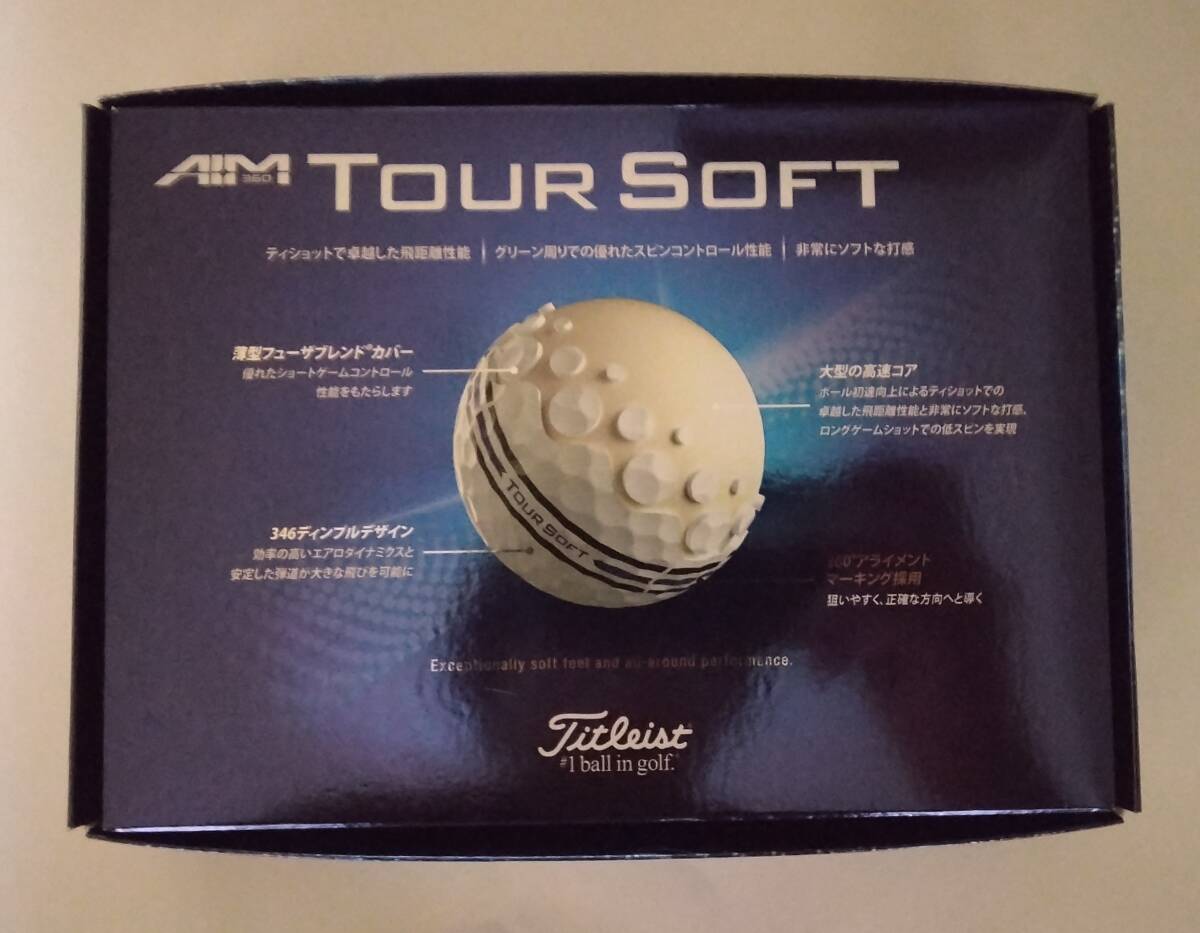 AIM 360 TOUR SOFT
ティショットで卓越した飛距離性能 | グリーン周りでの優れたスピンコントロール性能 | 非常にソフトな打感
薄型フューザブレンド®カバー
優れたショートゲームコントロール
性能をもたらします
大型の高速コア
ボール初速向上によるティショットでの
卓越した飛距離性能と非常にソフトな打感、
ロングゲームショットでの低スピンを実現
TOUR SOFT
346ディンプルデザイン
効率の高いエアロダイナミクスと
安定した弾道が大きな飛びを可能に
360°アライメント
マーキング採用
狙いやすく、正確な方向へと導く
Exceptionally soft feel and all-around performance.
Titleist®
#1 ball in golf.®